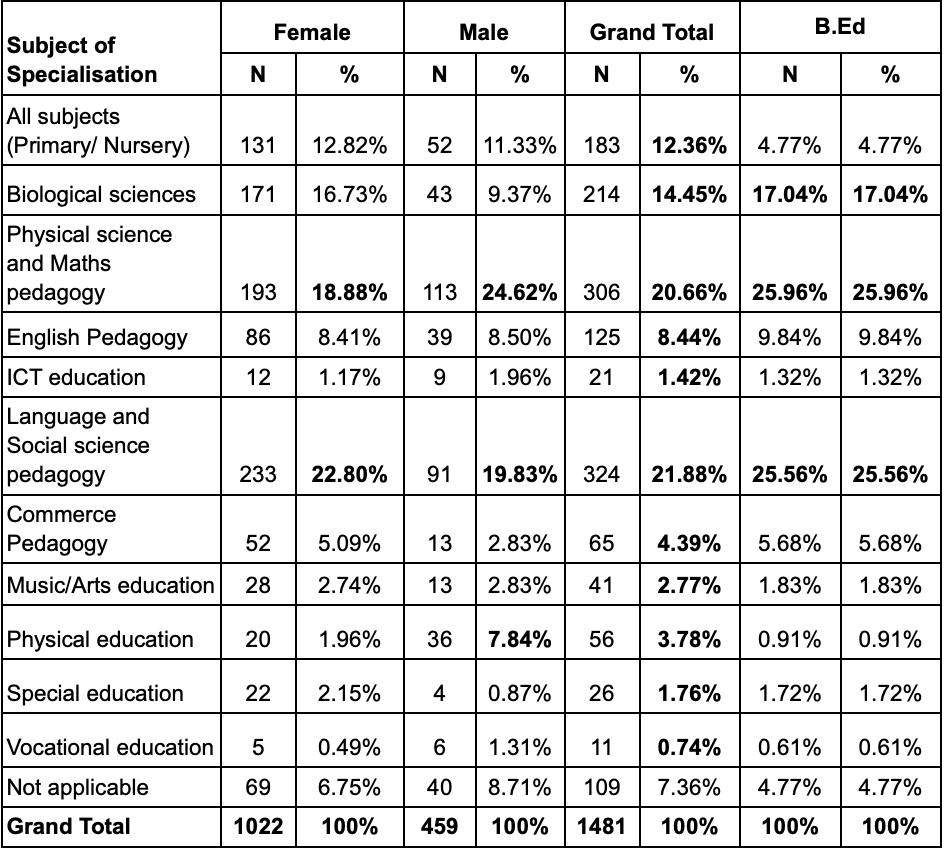 Subject of Specialisation Female Male Grand Total B.Ed
N % N % N % N %
All subjects
(Primary/ Nursery) 131 12.82% 52 11.33% 183 12.36% 4.77% 4.77%
Biological sciences 171 16.73% 43 9.37% 214 14.45% 17.04% 17.04%
Physical science
and Maths
pedagogy 193 18.88% 113 24.62% 306 20.66% 25.96% 25.96%
English Pedagogy 86 8.41% 39 8.50% 125 8.44% 9.84% 9.84%
ICT education 12 1.17% 9 1.96% 21 1.42% 1.32% 1.32%
Language and
Social science
pedagogy 233 22.80% 91 19.83% 324 21.88% 25.56% 25.56%
Commerce
Pedagogy 52 5.09% 13 2.83% 65 4.39% 5.68% 5.68%
Music/Arts education 28 2.74% 13 2.83% 41 2.77% 1.83% 1.83%
Physical education 20 1.96% 36 7.84% 56 3.78% 0.91% 0.91%
Special education 22 2.15% 4 0.87% 26 1.76% 1.72% 1.72%
Vocational education 5 0.49% 6 1.31% 11 0.74% 0.61% 0.61%
Not applicable 69 6.75% 40 8.71% 109 7.36% 4.77% 4.77%
Grand Total 1022 100% 459 100% 1481 100% 100% 100%